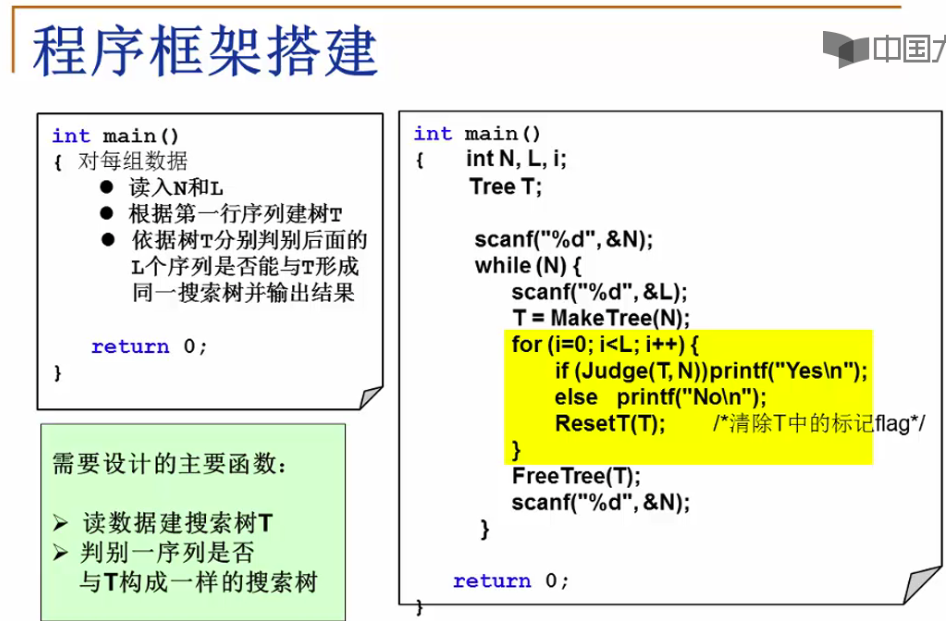 程序框架搭建
中国大
int main()
{ 对每组数据
● 读入N和L
● 根据第一行序列建树T
● 依据树T分别判别后面的
L个序列是否能与T形成
同一搜索树并输出结果
return 0;
}
需要设计的主要函数:
➢ 读数据建搜索树T
➢ 判别一序列是否
与T构成一样的搜索树
int main()
{ int N, L, i;
Tree T;
scanf("%d", &N);
while (N) {
scanf("%d", &L);
T = MakeTree(N);
for (i=0; i<L; i++) {
if (Judge(T, N))printf("Yes\n");
else printf("No\n");
ResetT(T); /*清除T中的标记flag*/
}
FreeTree(T);
scanf("%d", &N);
}
return 0;
}